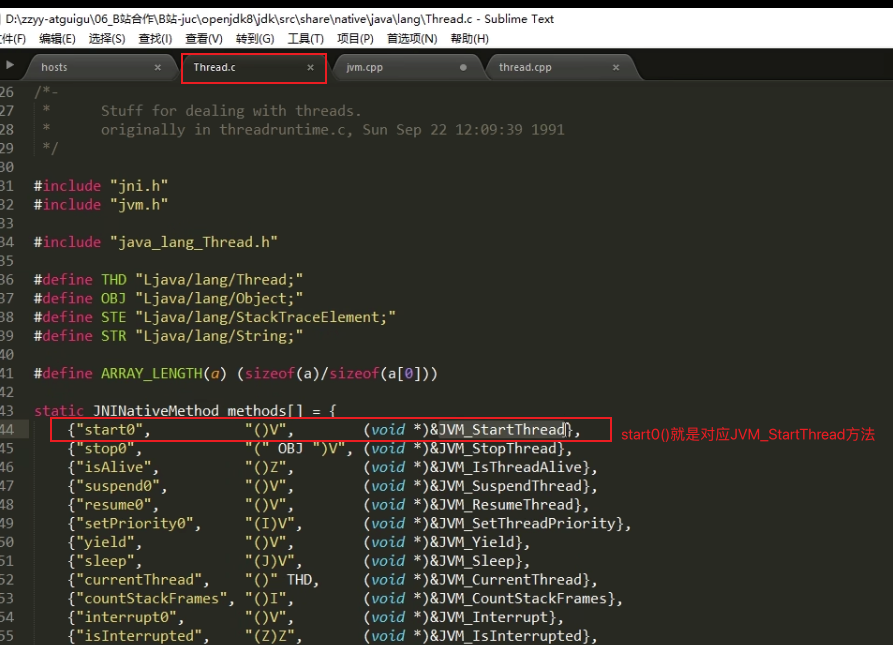 D:\zzyy-atguigu\06_B站合作\B站-juc\openjdk8\jdk\src\share\native\java\lang\Thread.c - Sublime Text
文件(F) 编辑(E) 选择(S) 查找(I) 查看(V) 转到(G) 工具(T) 项目(P) 首选项(N) 帮助(H)
hosts × Thread.c × jvm.cpp thread.cpp ×
26 /*-
27 * Stuff for dealing with threads.
28 * originally in threadruntime.c, Sun Sep 22 12:09:39 1991
29 */
30
31 #include "jni.h"
32 #include "jvm.h"
33
34 #include "java_lang_Thread.h"
35
36 #define THD "Ljava/lang/Thread;"
37 #define OBJ "Ljava/lang/Object;"
38 #define STE "Ljava/lang/StackTraceElement;"
39 #define STR "Ljava/lang/String;"
40
41 #define ARRAY_LENGTH(a) (sizeof(a)/sizeof(a[0]))
42
43 static JNINativeMethod methods[] = {
44 {"start0", "()V", (void *)&JVM_StartThread}, start0()就是对应JVM_StartThread方法
45 {"stop0", "(" OBJ ")V", (void *)&JVM_StopThread},
46 {"isAlive", "()Z", (void *)&JVM_IsThreadAlive},
47 {"suspend0", "()V", (void *)&JVM_SuspendThread},
48 {"resume0", "()V", (void *)&JVM_ResumeThread},
49 {"setPriority0", "(I)V", (void *)&JVM_SetThreadPriority},
50 {"yield", "()V", (void *)&JVM_Yield},
51 {"sleep", "(J)V", (void *)&JVM_Sleep},
52 {"currentThread", "()" THD, (void *)&JVM_CurrentThread},
53 {"countStackFrames", "()I", (void *)&JVM_CountStackFrames},
54 {"interrupt0", "()V", (void *)&JVM_Interrupt},
55 {"isInterrupted", "(Z)Z", (void *)&JVM_IsInterrupted},